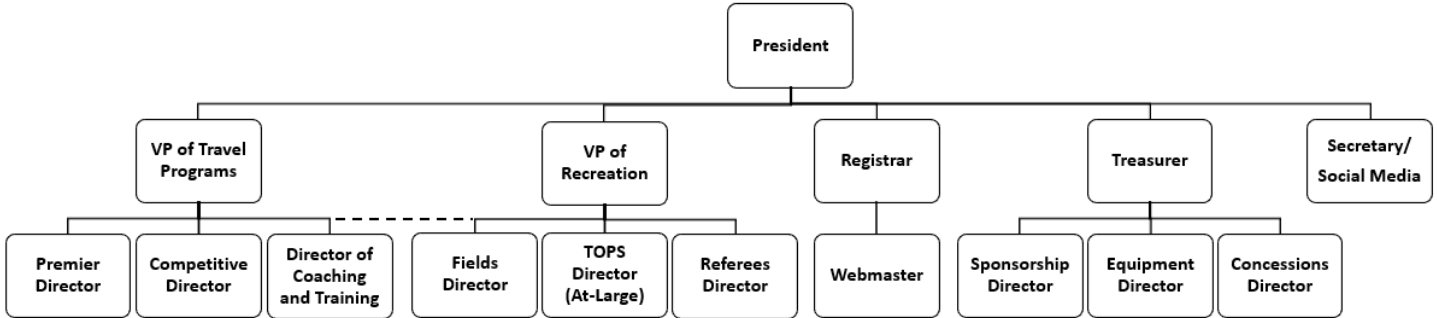 President
VP of Travel
Programs
VP of
Recreation
Registrar
Treasurer
Secretary/
Social Media
Premier
Director
Competitive
Director
Director of
Coaching
and Training
Fields
Director
TOPS
Director
(At-Large)
Referees
Director
Webmaster
Sponsorship
Director
Equipment
Director
Concessions
Director